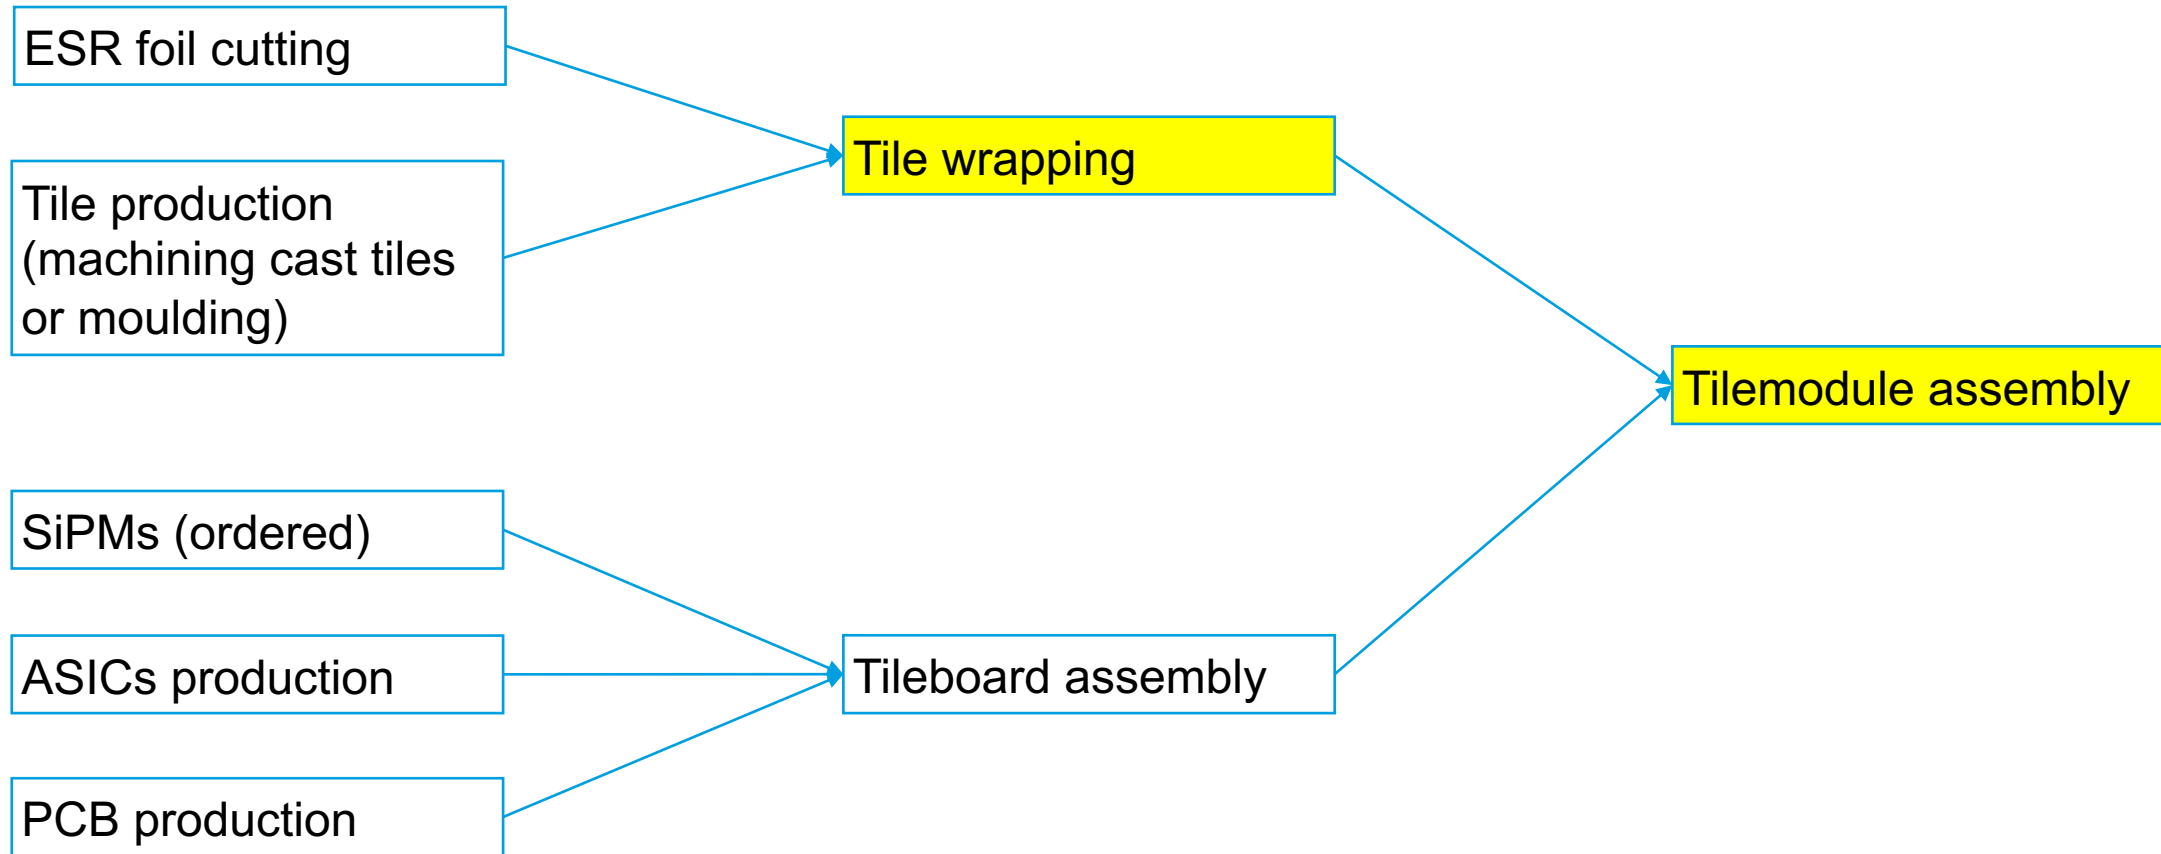 ESR foil cutting
Tile production
(machining cast tiles
or moulding)
Tile wrapping
Tilemodule assembly
SiPMs (ordered)
ASICs production
PCB production
Tileboard assembly